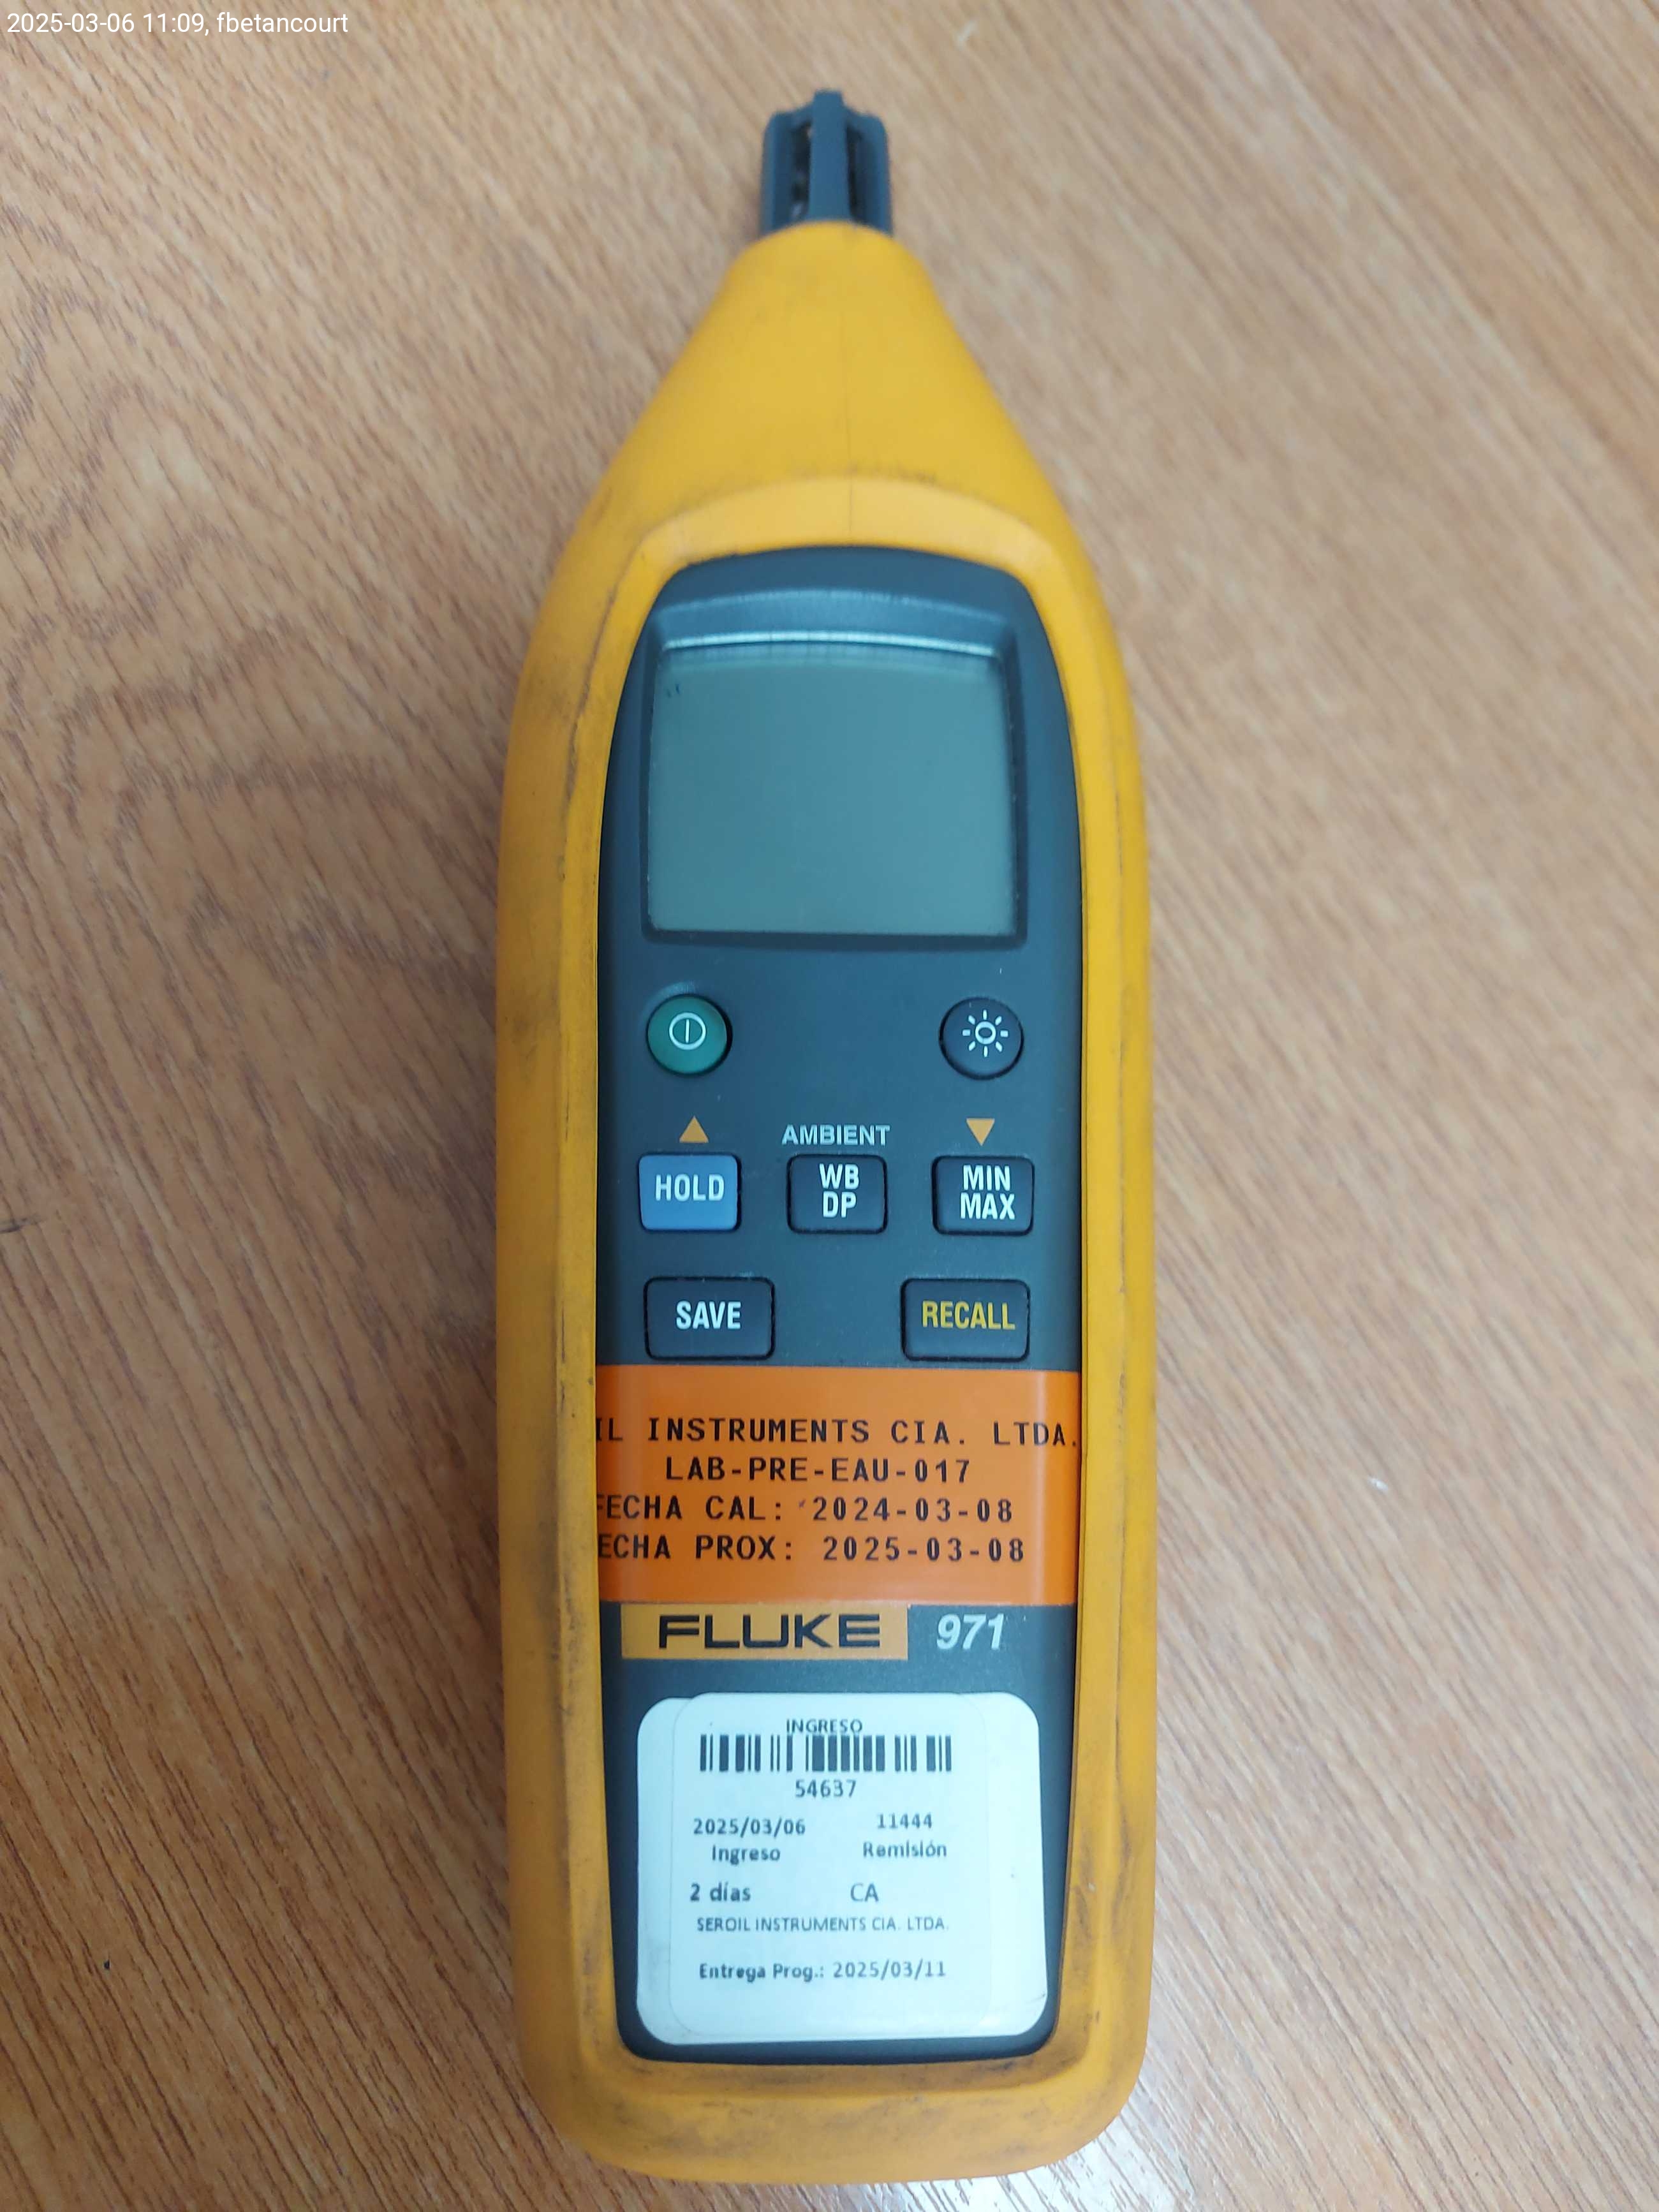 2025-03-06 11:09, fbetancourt
AMBIENT
HOLD
WB
DP
MIN
MAX
SAVE
RECALL
IL INSTRUMENTS CIA. LTDA.
LAB-PRE-EAU-017
FECHA CAL: 2024-03-08
ECHA PROX: 2025-03-08
FLUKE 971
INGRESO
54637
2025/03/06 11444
Ingreso Remisión
2 días CA
SEROIL INSTRUMENTS CIA. LTDA.
Entrega Prog.: 2025/03/11